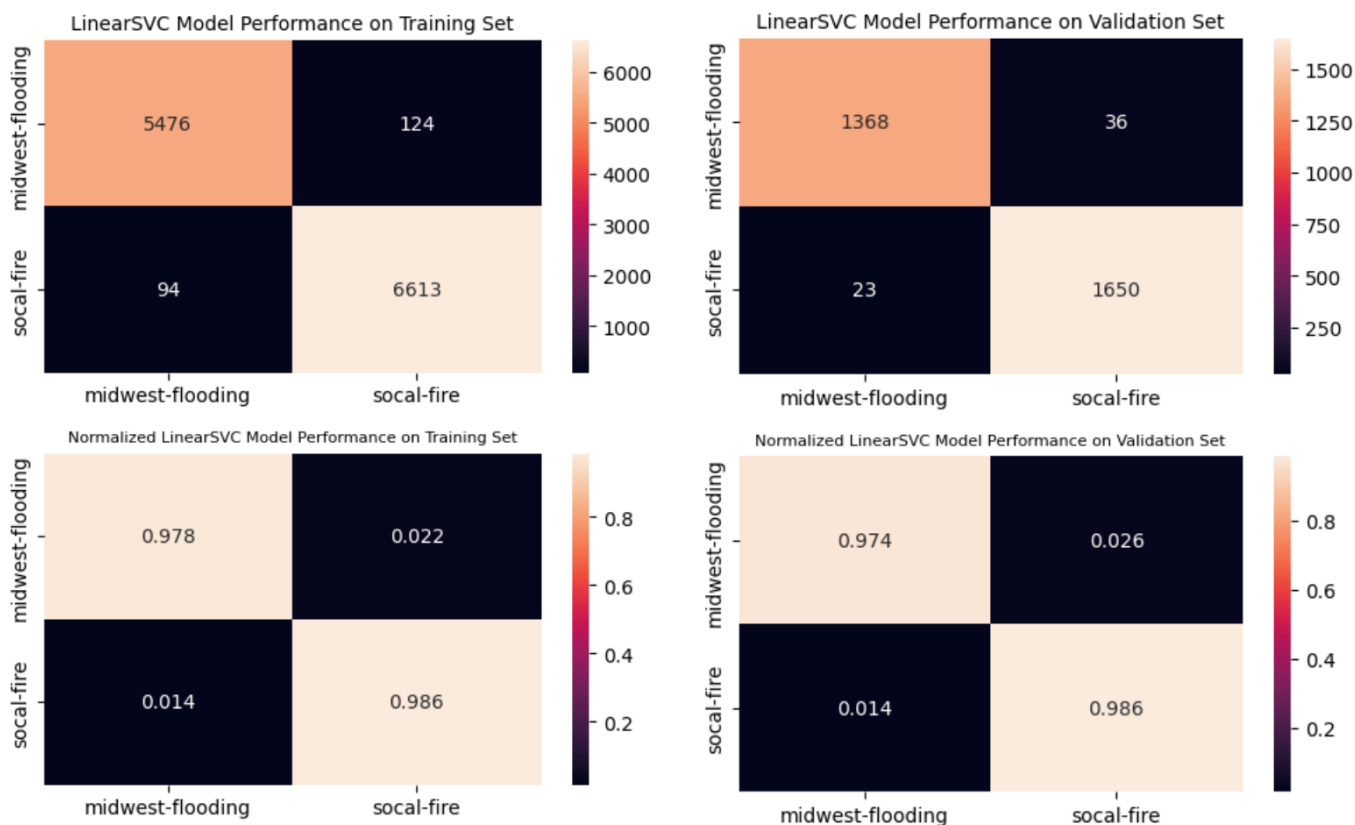 LinearSVC Model Performance on Training Set
midwest-flooding
socal-fire
5476
124
94
6613
midwest-flooding
socal-fire
6000
5000
4000
3000
2000
1000
LinearSVC Model Performance on Validation Set
midwest-flooding
socal-fire
1368
36
23
1650
midwest-flooding
socal-fire
1500
1250
1000
750
500
250
Normalized LinearSVC Model Performance on Training Set
midwest-flooding
socal-fire
0.978
0.022
0.014
0.986
midwest-flooding
socal-fire
0.8
0.6
0.4
0.2
Normalized LinearSVC Model Performance on Validation Set
midwest-flooding
socal-fire
0.974
0.026
0.014
0.986
midwest-flooding
socal-fire
0.8
0.6
0.4
0.2